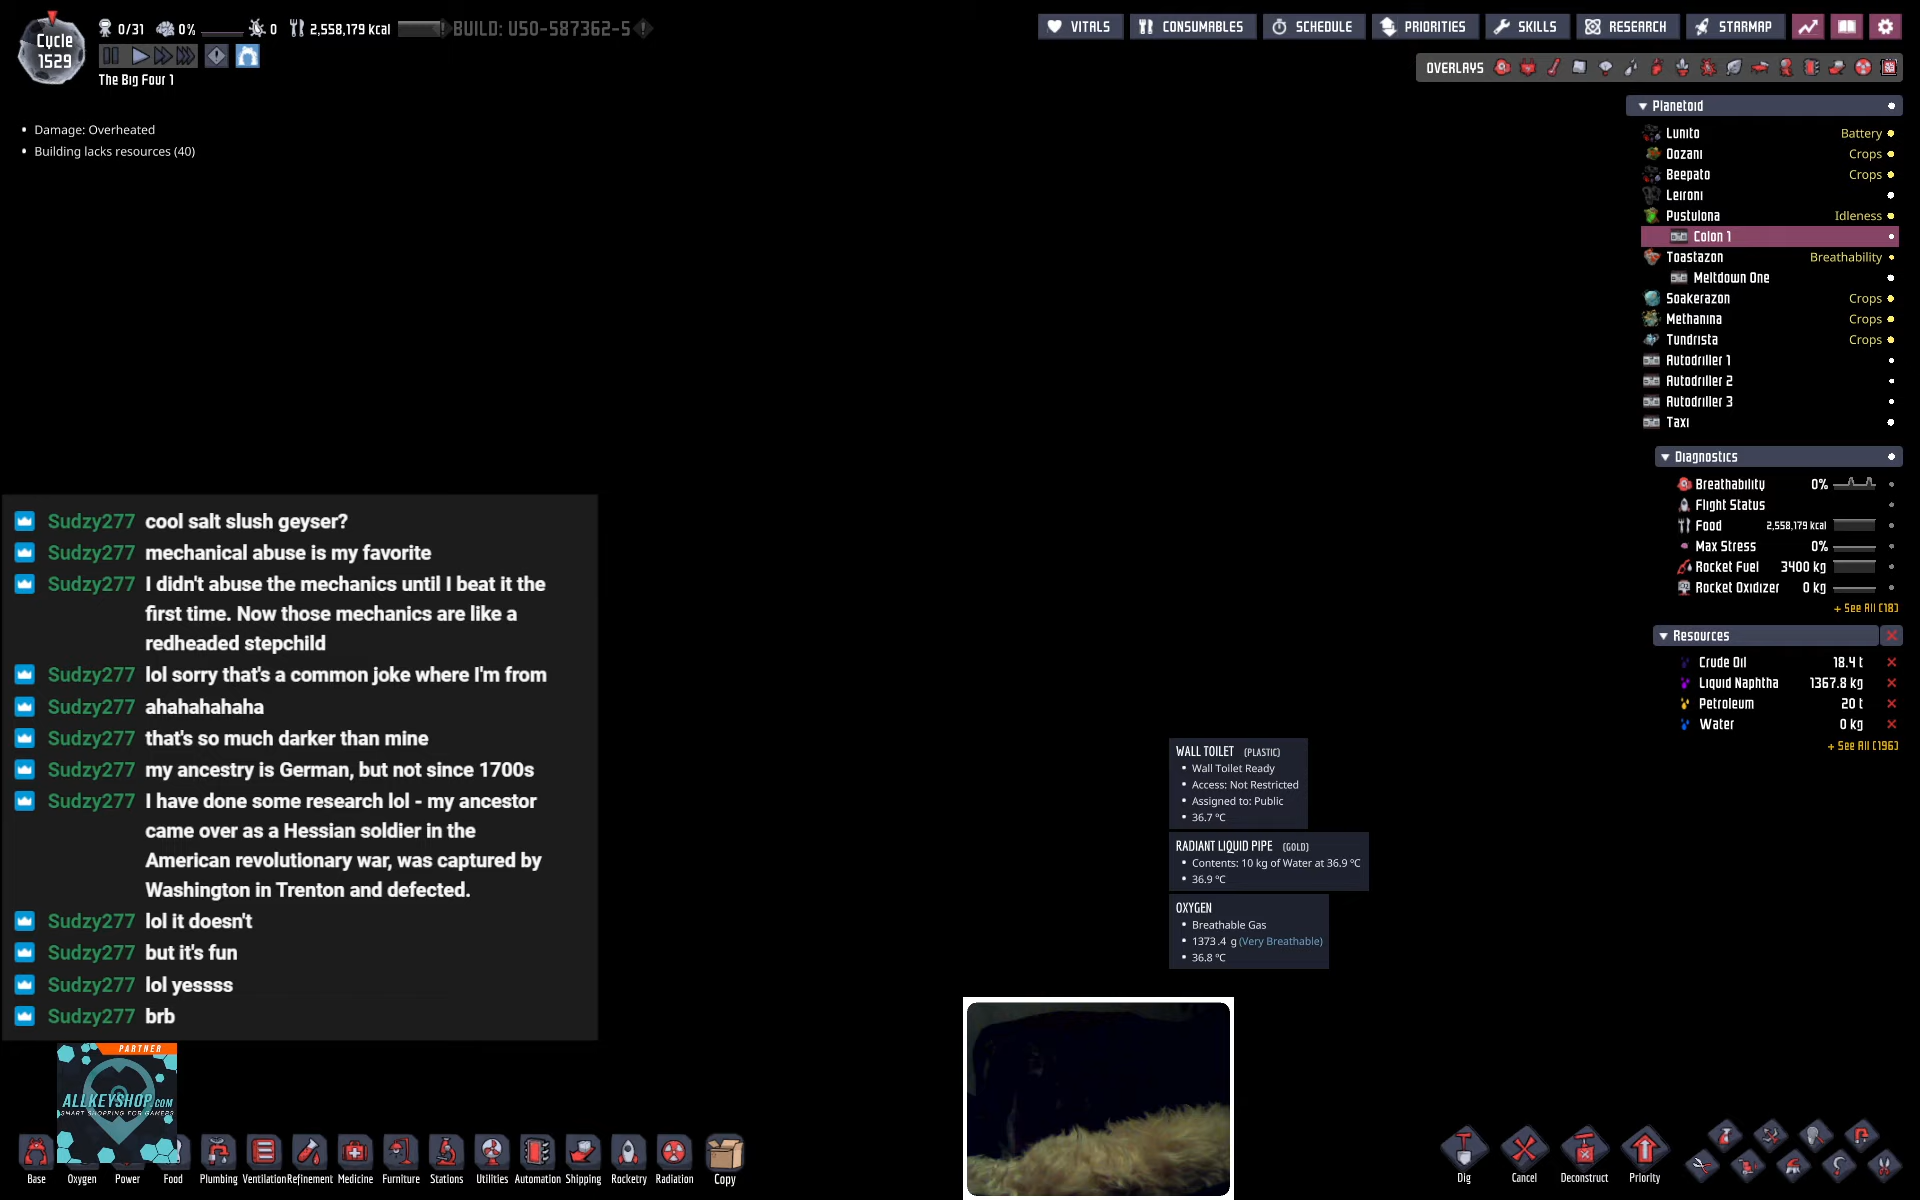 Cycle
1529
0/31
0%
0
2,558,179 kcal
BUILD: U50-587362-S
The Big Four 1
VITALS
CONSUMABLES
SCHEDULE
PRIORITIES
SKILLS
RESEARCH
STARMAP
OVERLAYS
Damage: Overheated
Building lacks resources (40)
Planetoid
Lunito Battery
Oozani Crops
Beepato Crops
Leironi
Pustulona Idleness
Colon 1
Toastazon Breathability
Meltdown One
Soakerazon Crops
Methanina Crops
Tundrista Crops
Autodriller 1
Autodriller 2
Autodriller 3
Taxi
Diagnostics
Breathability 0%
Flight Status
Food 2,558,179 kcal
Max Stress 0%
Rocket Fuel 3400 kg
Rocket Oxidizer 0 kg
+ See All (18)
Resources
Crude Oil 18.4 t
Liquid Naphtha 1367.8 kg
Petroleum 20 t
Water 0 kg
+ See All (196)
Sudzy277 cool salt slush geyser?
Sudzy277 mechanical abuse is my favorite
Sudzy277 I didn't abuse the mechanics until I beat it the
first time. Now those mechanics are like a
redheaded stepchild
Sudzy277 lol sorry that's a common joke where I'm from
Sudzy277 ahahahahaha
Sudzy277 that's so much darker than mine
Sudzy277 my ancestry is German, but not since 1700s
Sudzy277 I have done some research lol - my ancestor
came over as a Hessian soldier in the
American revolutionary war, was captured by
Washington in Trenton and defected.
Sudzy277 lol it doesn't
Sudzy277 but it's fun
Sudzy277 lol yessss
Sudzy277 brb
WALL TOILET (PLASTIC)
Wall Toilet Ready
Access: Not Restricted
Assigned to: Public
36.7 °C
RADIANT LIQUID PIPE (GOLD)
Contents: 10 kg of Water at 36.9 °C
36.9 °C
OXYGEN
Breathable Gas
1373.4 g (Very Breathable)
36.8 °C
PARTNER
ALLKEYSHOP.COM
SMART SHOPPING FOR GAMERS
Base
Oxygen
Power
Food
Plumbing
Ventilation
Refinement
Medicine
Furniture
Stations
Utilities
Automation
Shipping
Rocketry
Radiation
Copy
Dig
Cancel
Deconstruct
Priority